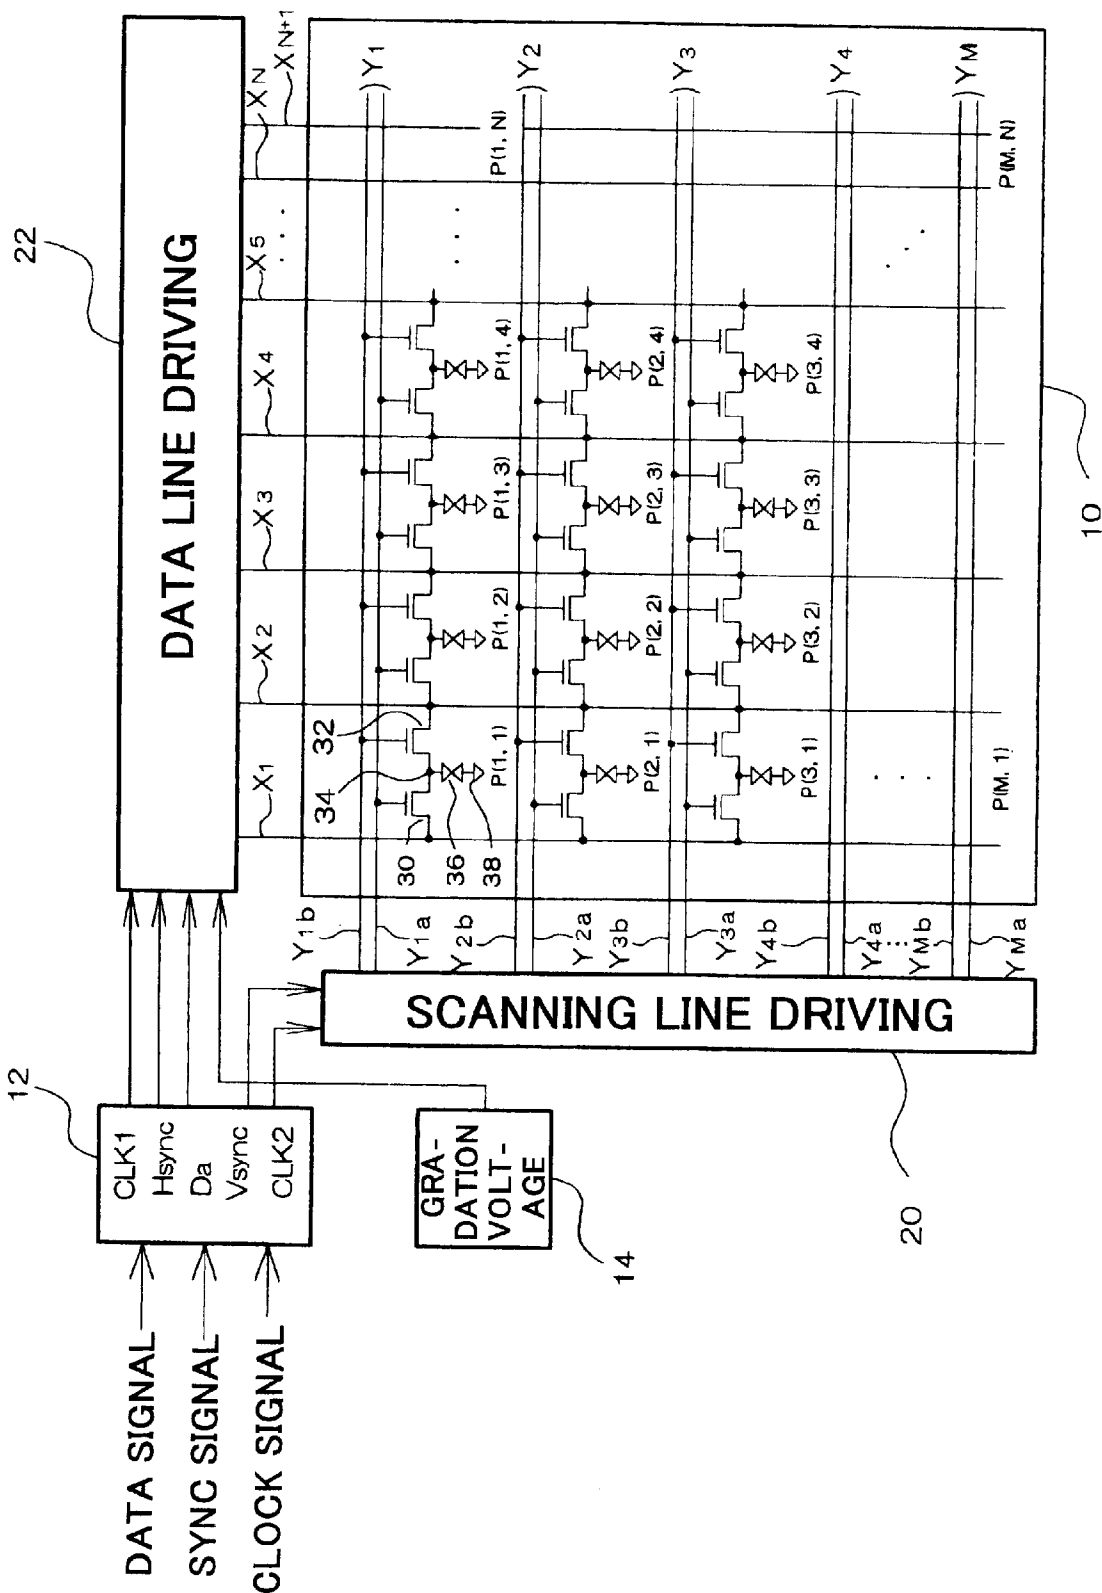 DATA SIGNAL
SYNC SIGNAL
CLOCK SIGNAL
12
CLK1
Hsync
Da
Vsync
CLK2
GRA-
DATION
VOLT-
AGE
14
22
DATA LINE DRIVING
X1
X2
X3
X4
X5
....
XN
XN+1
SCANNING LINE DRIVING
20
Y1b
Y1a
Y2b
Y2a
Y3b
Y3a
Y4b
Y4a
...
YMb
YMa
34
32
30
36
38
Y1
P(1, 1)
P(1, 2)
P(1, 3)
P(1, 4)
...
P(1, N)
Y2
P(2, 1)
P(2, 2)
P(2, 3)
P(2, 4)
Y3
P(3, 1)
P(3, 2)
P(3, 3)
P(3, 4)
Y4
...
...
YM
P(M, 1)
P(M, N)
10